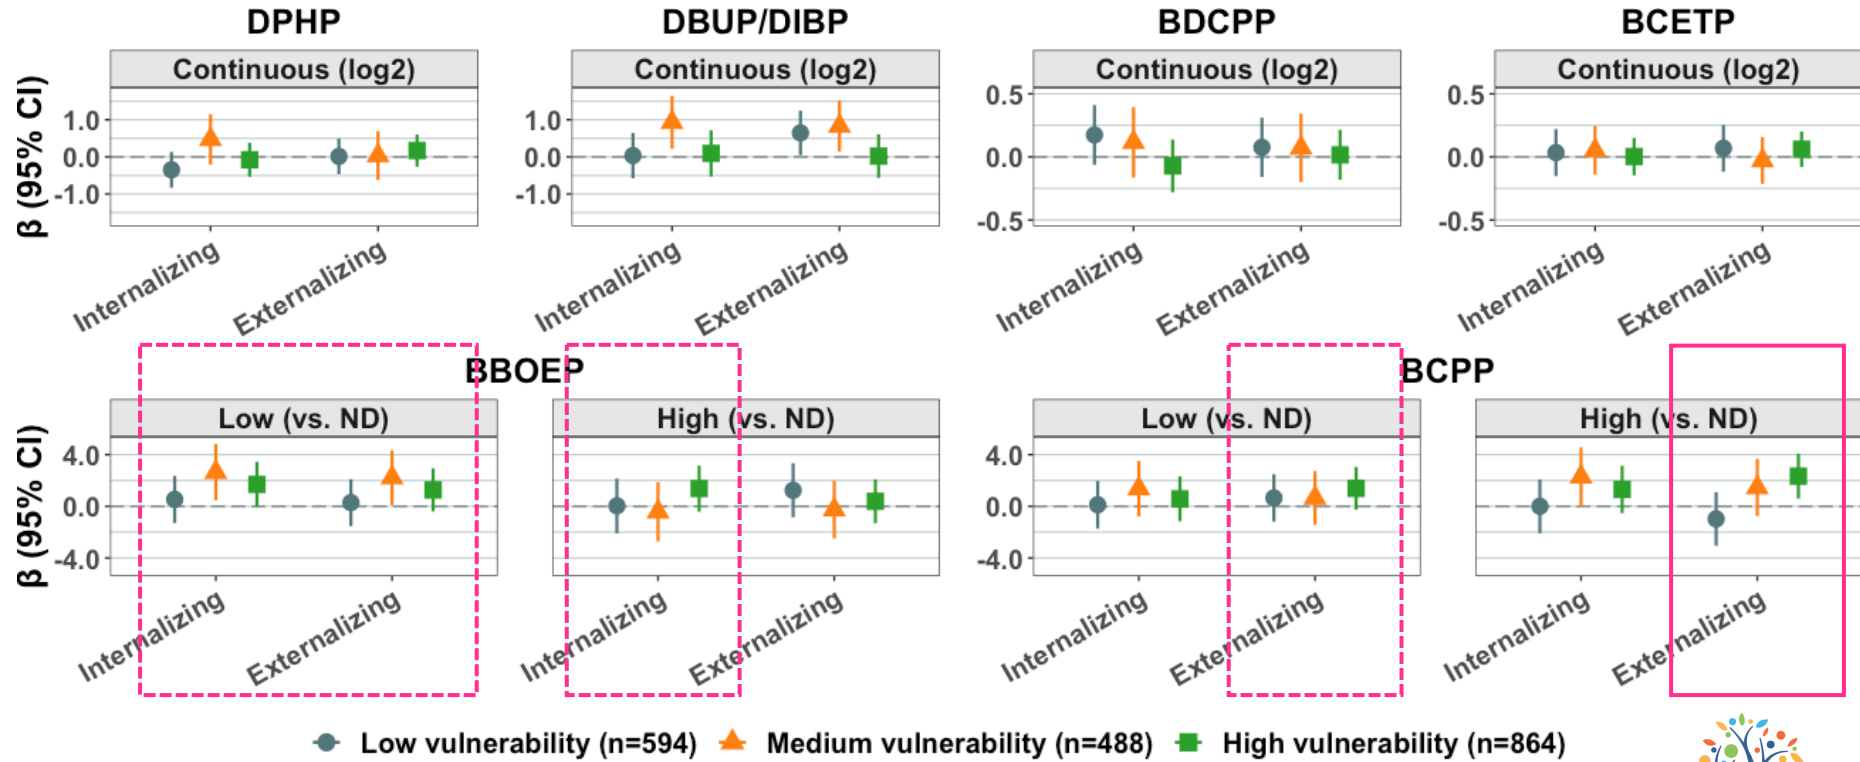 DPHP
DBUP/DIBP
BDCPP
BCETP
Continuous (log2)
Continuous (log2)
Continuous (log2)
Continuous (log2)
β (95% CI)
1.0
0.0
-1.0
1.0
0.0
-1.0
0.5
0.0
-0.5
0.5
0.0
-0.5
Internalizing
Externalizing
Internalizing
Externalizing
Internalizing
Externalizing
Internalizing
Externalizing
BBOEP
BCPP
Low (vs. ND)
High (vs. ND)
Low (vs. ND)
High (vs. ND)
β (95% CI)
4.0
0.0
-4.0
4.0
0.0
-4.0
Internalizing
Externalizing
Internalizing
Externalizing
Internalizing
Externalizing
Internalizing
Externalizing
Low vulnerability (n=594)
Medium vulnerability (n=488)
High vulnerability (n=864)